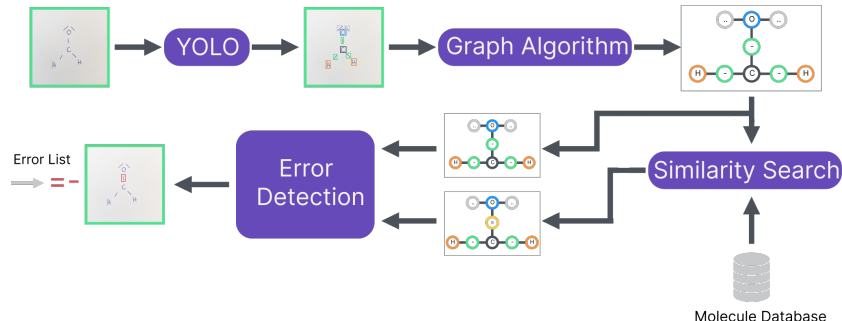 YOLO
Graph Algorithm
.. O ..
-
H - C - H
Similarity Search
Molecule Database
.. O ..
-
H - C - H
.. O ..
=
H - C - H
Error
Detection
Error List
= -
O
C
H